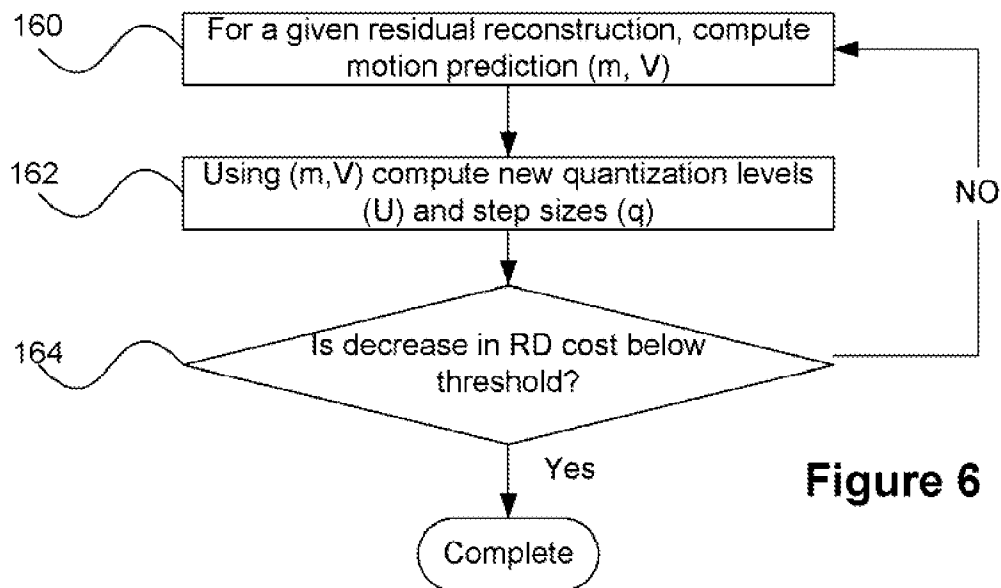 160
For a given residual reconstruction, compute
motion prediction (m, V)
162
Using (m,V) compute new quantization levels
(U) and step sizes (q)
NO
164
Is decrease in RD cost below
threshold?
Yes
Figure 6
Complete